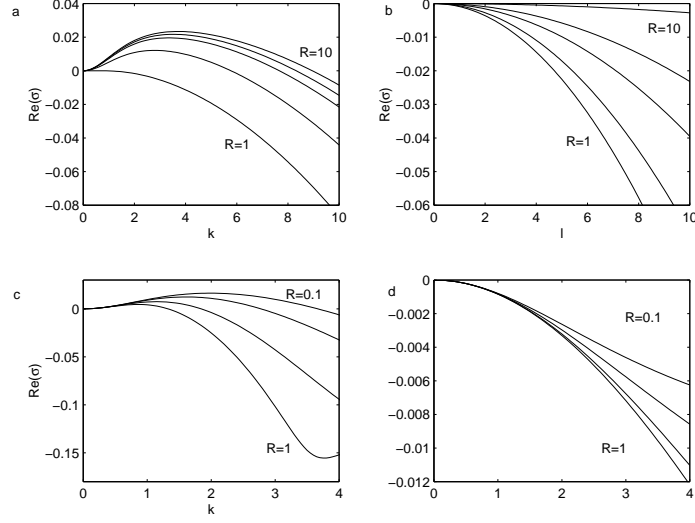 a
0.04
0.02
0
−0.02
−0.04
−0.06
−0.08
Re(σ)
R=10
R=1
0 2 4 6 8 10
k
b
0
−0.01
−0.02
−0.03
−0.04
−0.05
−0.06
Re(σ)
R=10
R=1
0 2 4 6 8 10
l
c
0
−0.05
−0.1
−0.15
Re(σ)
R=0.1
R=1
0 1 2 3 4
k
d
0
−0.002
−0.004
−0.006
−0.008
−0.01
−0.012
R=0.1
R=1
0 1 2 3 4